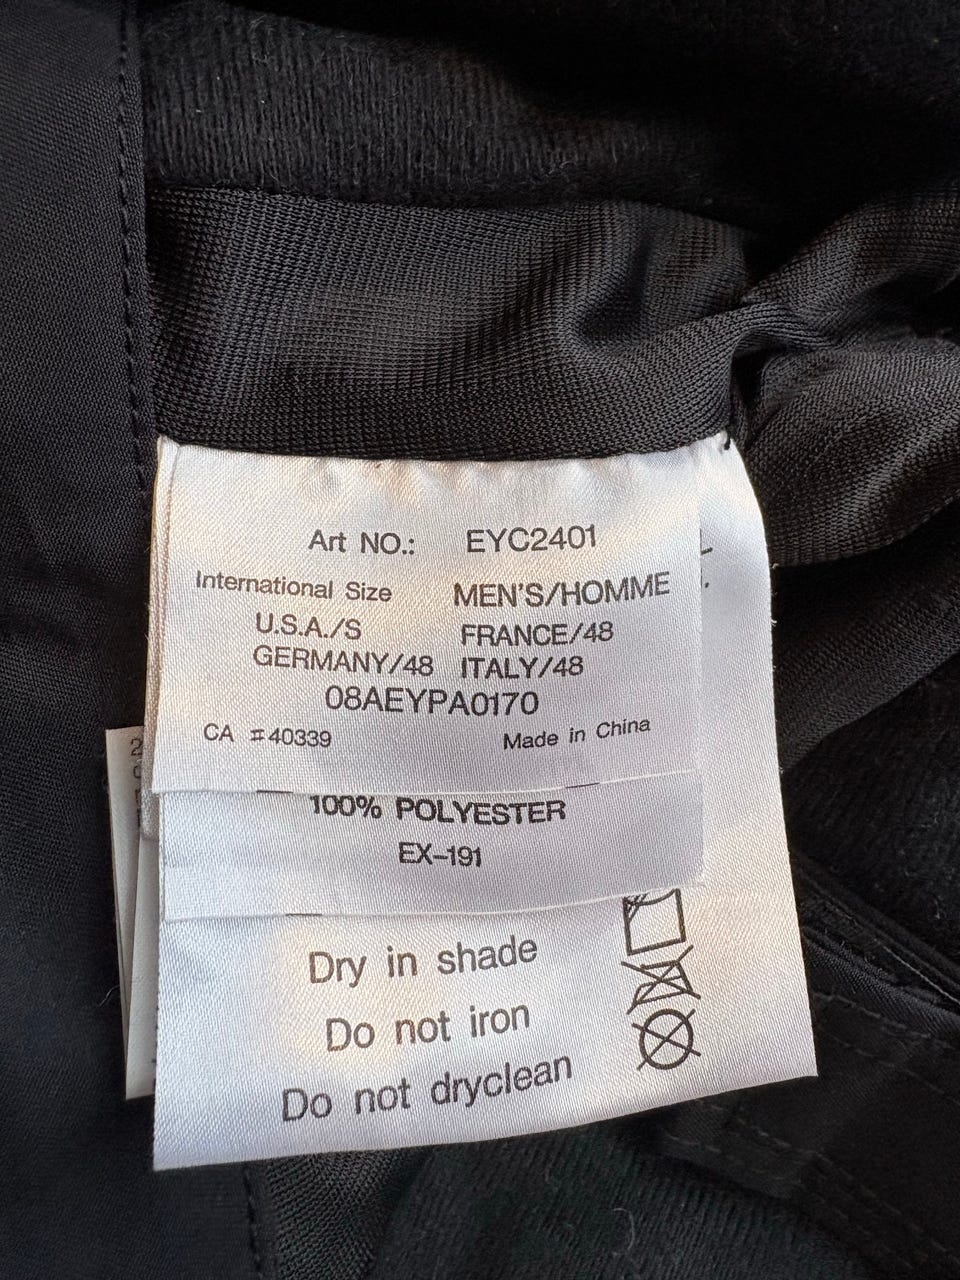 Art NO.: EYC2401
International Size MEN'S/HOMME
U.S.A./S FRANCE/48
GERMANY/48 ITALY/48
08AEYPA0170
CA #40339 Made in China
100% POLYESTER
EX-191
Dry in shade
Do not iron
Do not dryclean